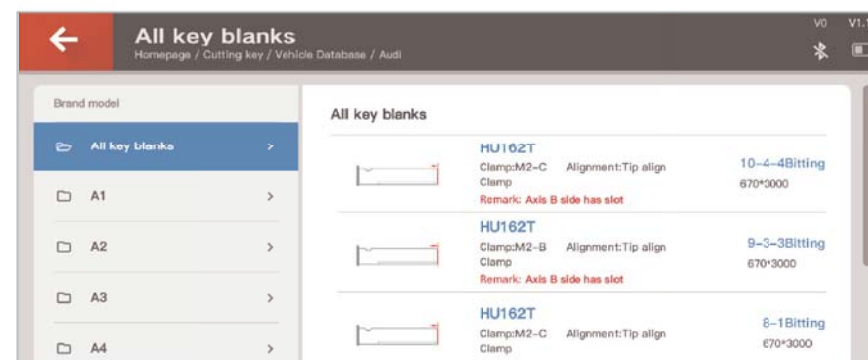 All key blanks
Homepage / Cutting key / Vehicle Database / Audi
V0 V1.1
Brand model
All key blanks
A1
A2
A3
A4
All key blanks
HU162T
Clamp:M2-C Alignment:Tip align
Clamp
Remark: Axis B side has slot
10-4-4Bitting
670*3000
HU162T
Clamp:M2-B Alignment:Tip align
Clamp
Remark: Axis B side has slot
9-3-3Bitting
670*3000
HU162T
Clamp:M2-C Alignment:Tip align
Clamp
8-1Bitting
670*3000